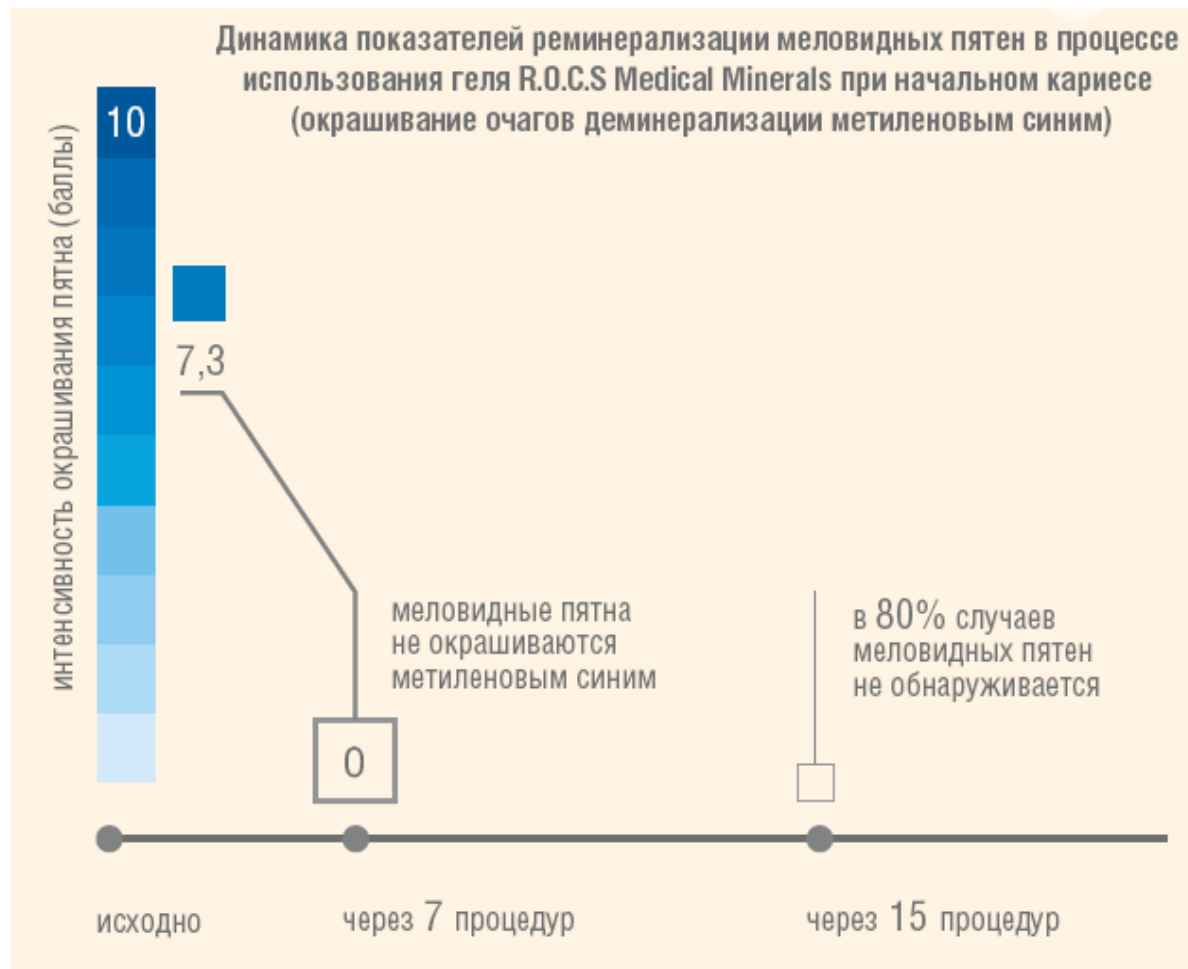 Динамика показателей реминерализации меловидных пятен в процессе
использования геля R.O.C.S Medical Minerals при начальном кариесе
(окрашивание очагов деминерализации метиленовым синим)
интенсивность окрашивания пятна (баллы)
10
7,3
меловидные пятна
не окрашиваются
метиленовым синим
0
в 80% случаев
меловидных пятен
не обнаруживается
исходно
через 7 процедур
через 15 процедур